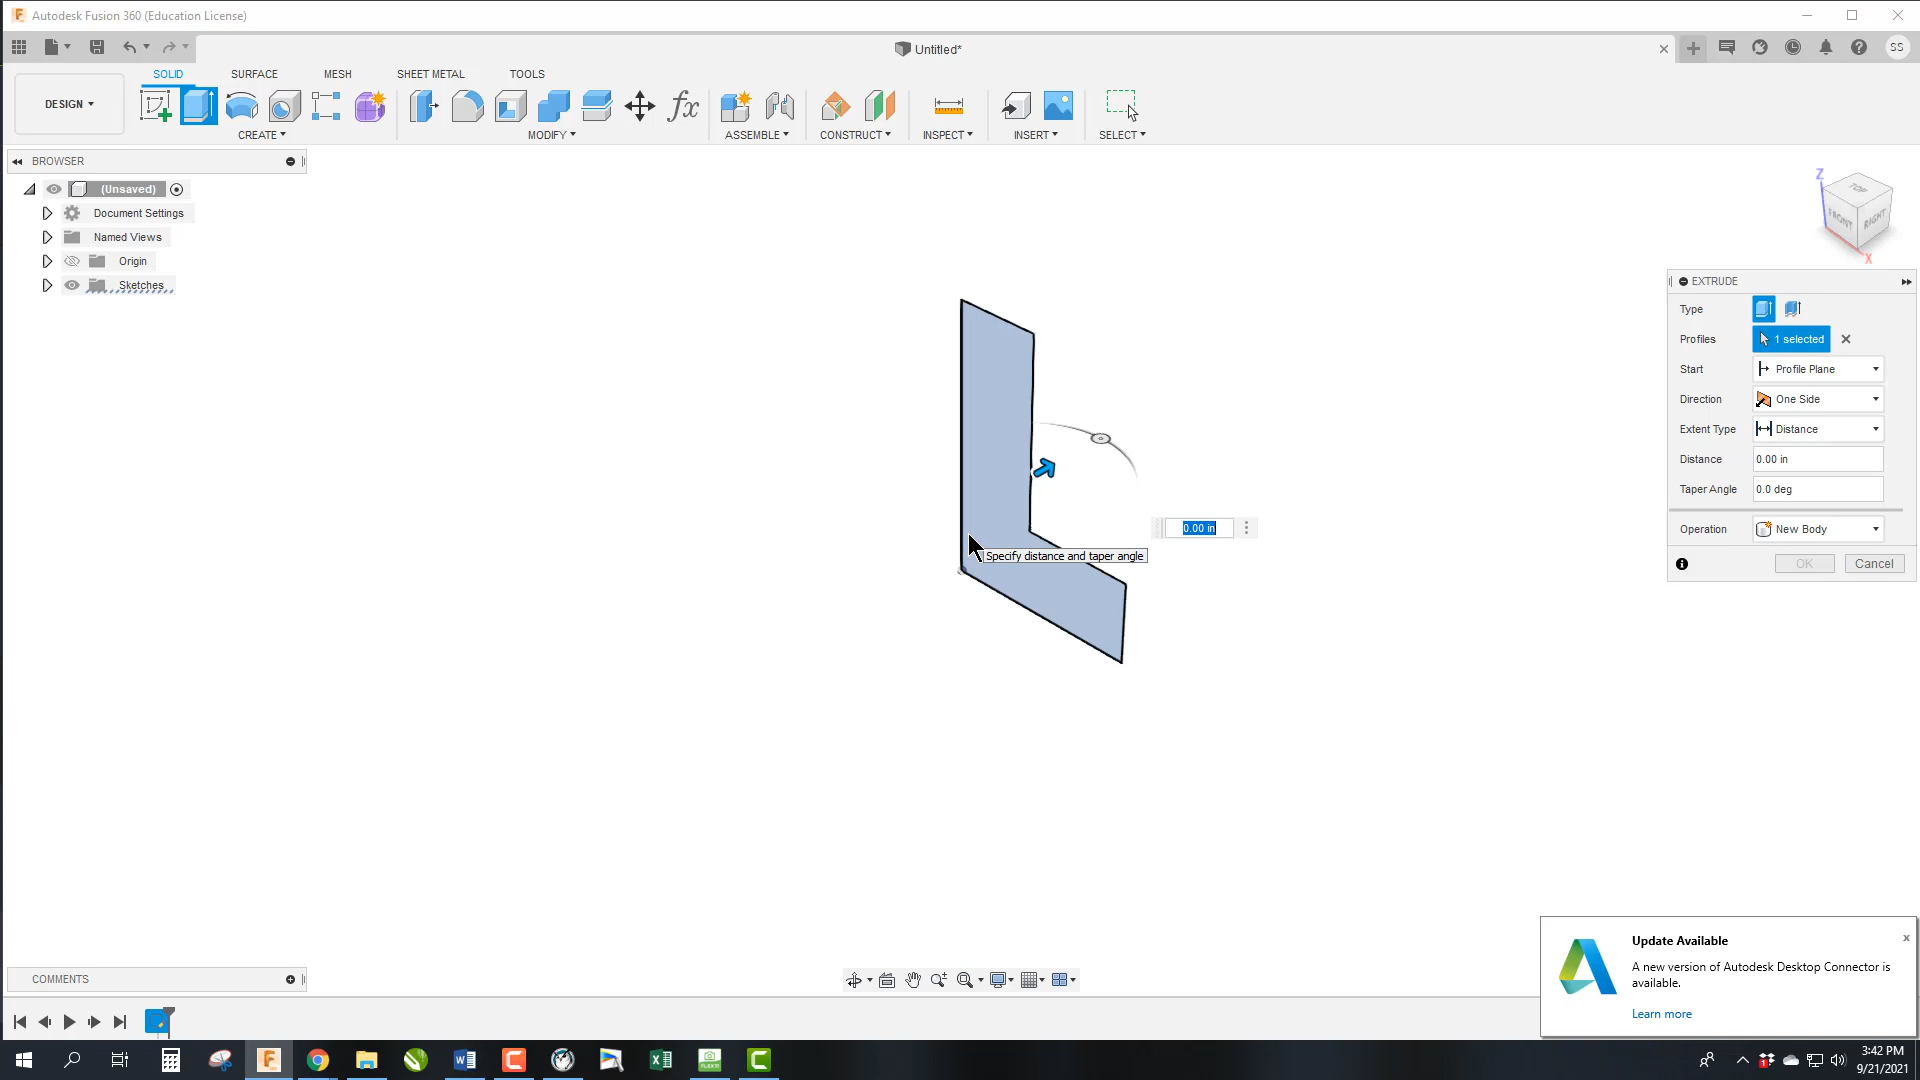 Autodesk Fusion 360 (Education License)
Untitled*
SS
DESIGN
SOLID SURFACE MESH SHEET METAL TOOLS
CREATE MODIFY ASSEMBLE CONSTRUCT INSPECT INSERT SELECT
BROWSER
(Unsaved)
Document Settings
Named Views
Origin
Sketches
Z
TOP
FRONT
RIGHT
X
EXTRUDE
Type
Profiles 1 selected
Start Profile Plane
Direction One Side
Extent Type Distance
Distance 0.00 in
Taper Angle 0.0 deg
Operation New Body
OK Cancel
0.00 in
Specify distance and taper angle
Update Available
A new version of Autodesk Desktop Connector is
available.
Learn more
COMMENTS
3:42 PM
9/21/2021